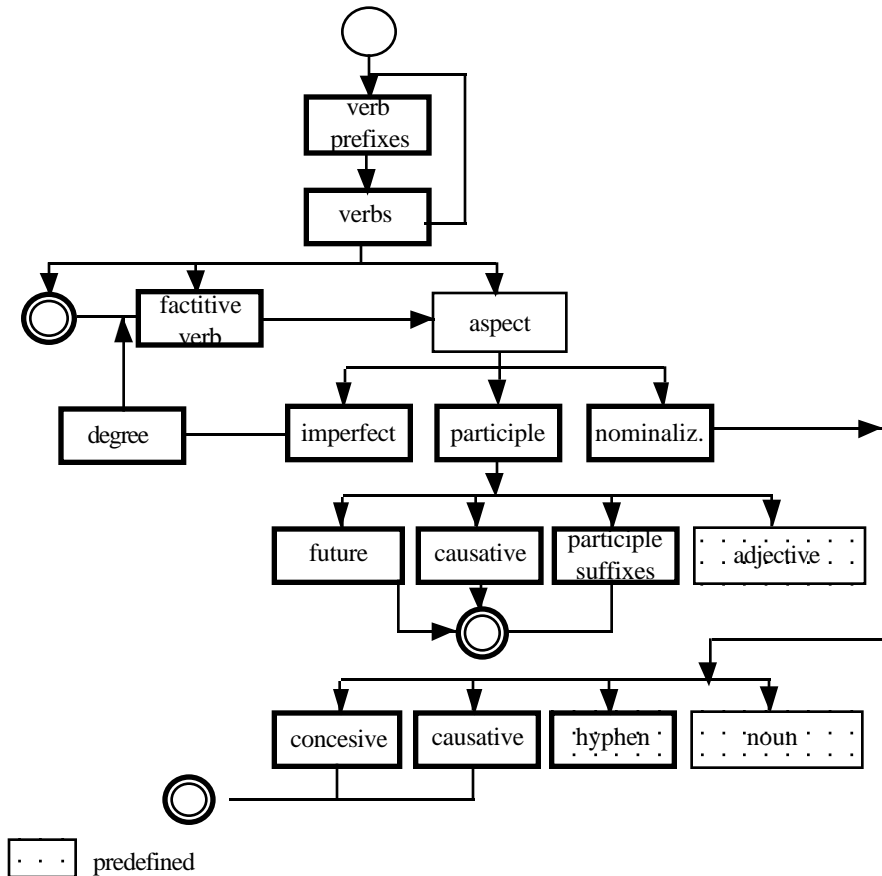 verb
prefixes
verbs
factitive
verb
aspect
degree
imperfect
participle
nominaliz.
future
causative
participle
suffixes
adjective
concesive
causative
hyphen
noun
predefined